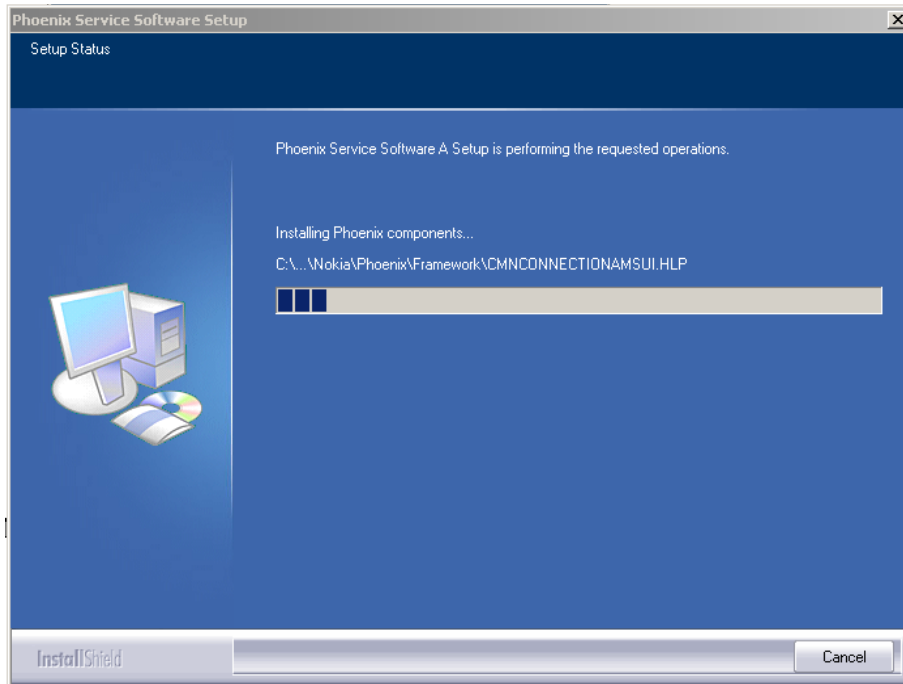 Phoenix Service Software Setup
Setup Status
Phoenix Service Software A Setup is performing the requested operations.
Installing Phoenix components...
C:\...\Nokia\Phoenix\Framework\CMNCONNECTIONAMSUI.HLP
InstallShield
Cancel